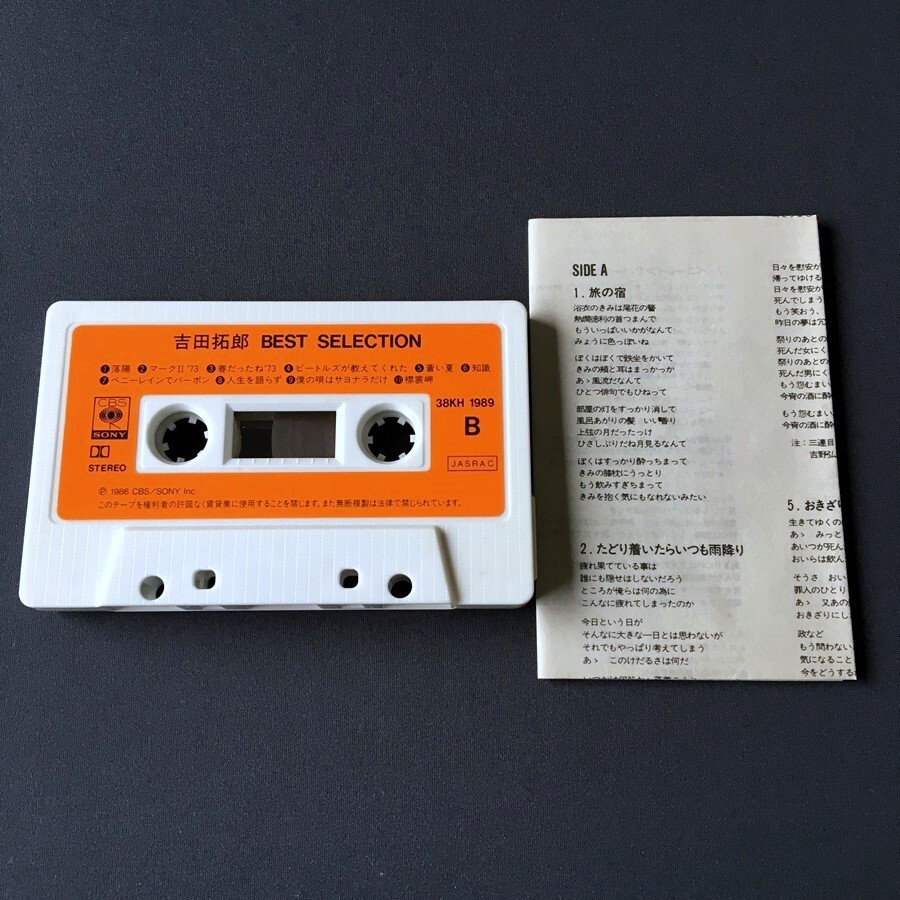 吉田拓郎 BEST SELECTION
❶落陽 ❷マークII'73 ❸春だったね'73 ❹ビートルズが教えてくれた ❺蒼い夏 ❻知識
❼ペニーレインでバーボン ❽人生を語らず ❾僕の唄はサヨナラだけ ❿襟裳岬
CBS
SONY
STEREO
38KH 1989
B
JASRAC
Ⓟ 1986 CBS/SONY Inc.
このテープを権利者の許諾なく賃貸業に使用することを禁じます。また無断複製は法律で禁じられています。
SIDE A
1. 旅の宿
浴衣のきみは尾花の簪
熱燗徳利の首つまんで
もういっぱいいかがなんて
みょうに色っぽいね
ぼくはぼくで趺坐をかいて
きみの頬と耳はまっかっか
あゝ風流だなんて
ひとつ俳句でもひねって
部屋の灯をすっかり消して
風呂あがりの髪 いい香り
上弦の月だったっけ
ひさしぶりだね月見るなんて
ぼくはすっかり酔っちまって
きみの膝枕にうっとり
もう飲みすぎちまって
きみを抱く気にもなれないみたい
2. たどり着いたらいつも雨降り
疲れ果てている事は
誰にも隠せはしないだろう
ところが俺らは何の為に
こんなに疲れてしまったのか
今日という日が
そんなに大きな一日とは思わないが
それでもやっぱり考えてしまう
あゝ このけだるさは何だ
日々を慰安が
帰ってゆける
日々を慰安が
死んでしまう
もう笑おう、
昨日の夢は冗
祭りのあとの
死んだ女にく
祭りのあとの
死んだ男にく
もう怨むまい
今宵の酒に酔
もう怨むまい
今宵の酒に酔
注：三連目
吉野弘
5. おきざり
生きてゆくの
あゝ みっと
あいつが死ん
おいらは飲ん
そうさ おい
罪人のひとり
あゝ 又あの
おきざりにし
政など
もう問わない
気になること
今をどうする